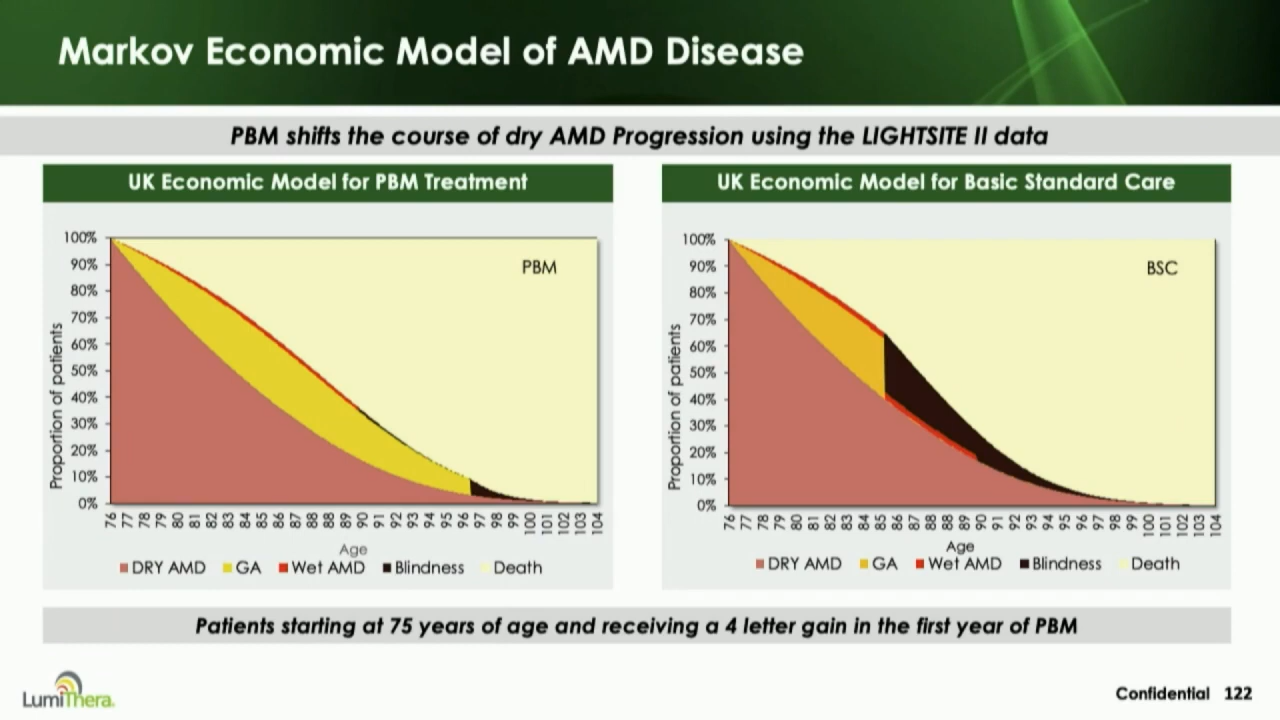 Markov Economic Model of AMD Disease
PBM shifts the course of dry AMD Progression using the LIGHTSITE II data
UK Economic Model for PBM Treatment
100%
90%
80%
70%
60%
50%
40%
30%
20%
10%
0%
Proportion of patients
PBM
76 77 78 79 80 81 82 83 84 85 86 87 88 88 89 90 91 92 93 94 95 96 97 98 99 100 101 102 103 104
Age
DRY AMD GA Wet AMD Blindness Death
UK Economic Model for Basic Standard Care
100%
90%
80%
70%
60%
50%
40%
30%
20%
10%
0%
Proportion of patients
BSC
76 77 78 79 80 81 82 83 84 85 86 87 88 88 89 90 91 92 93 94 95 96 97 98 99 100 101 102 103 104
Age
DRY AMD GA Wet AMD Blindness Death
Patients starting at 75 years of age and receiving a 4 letter gain in the first year of PBM
LumiThera.
Confidential 122